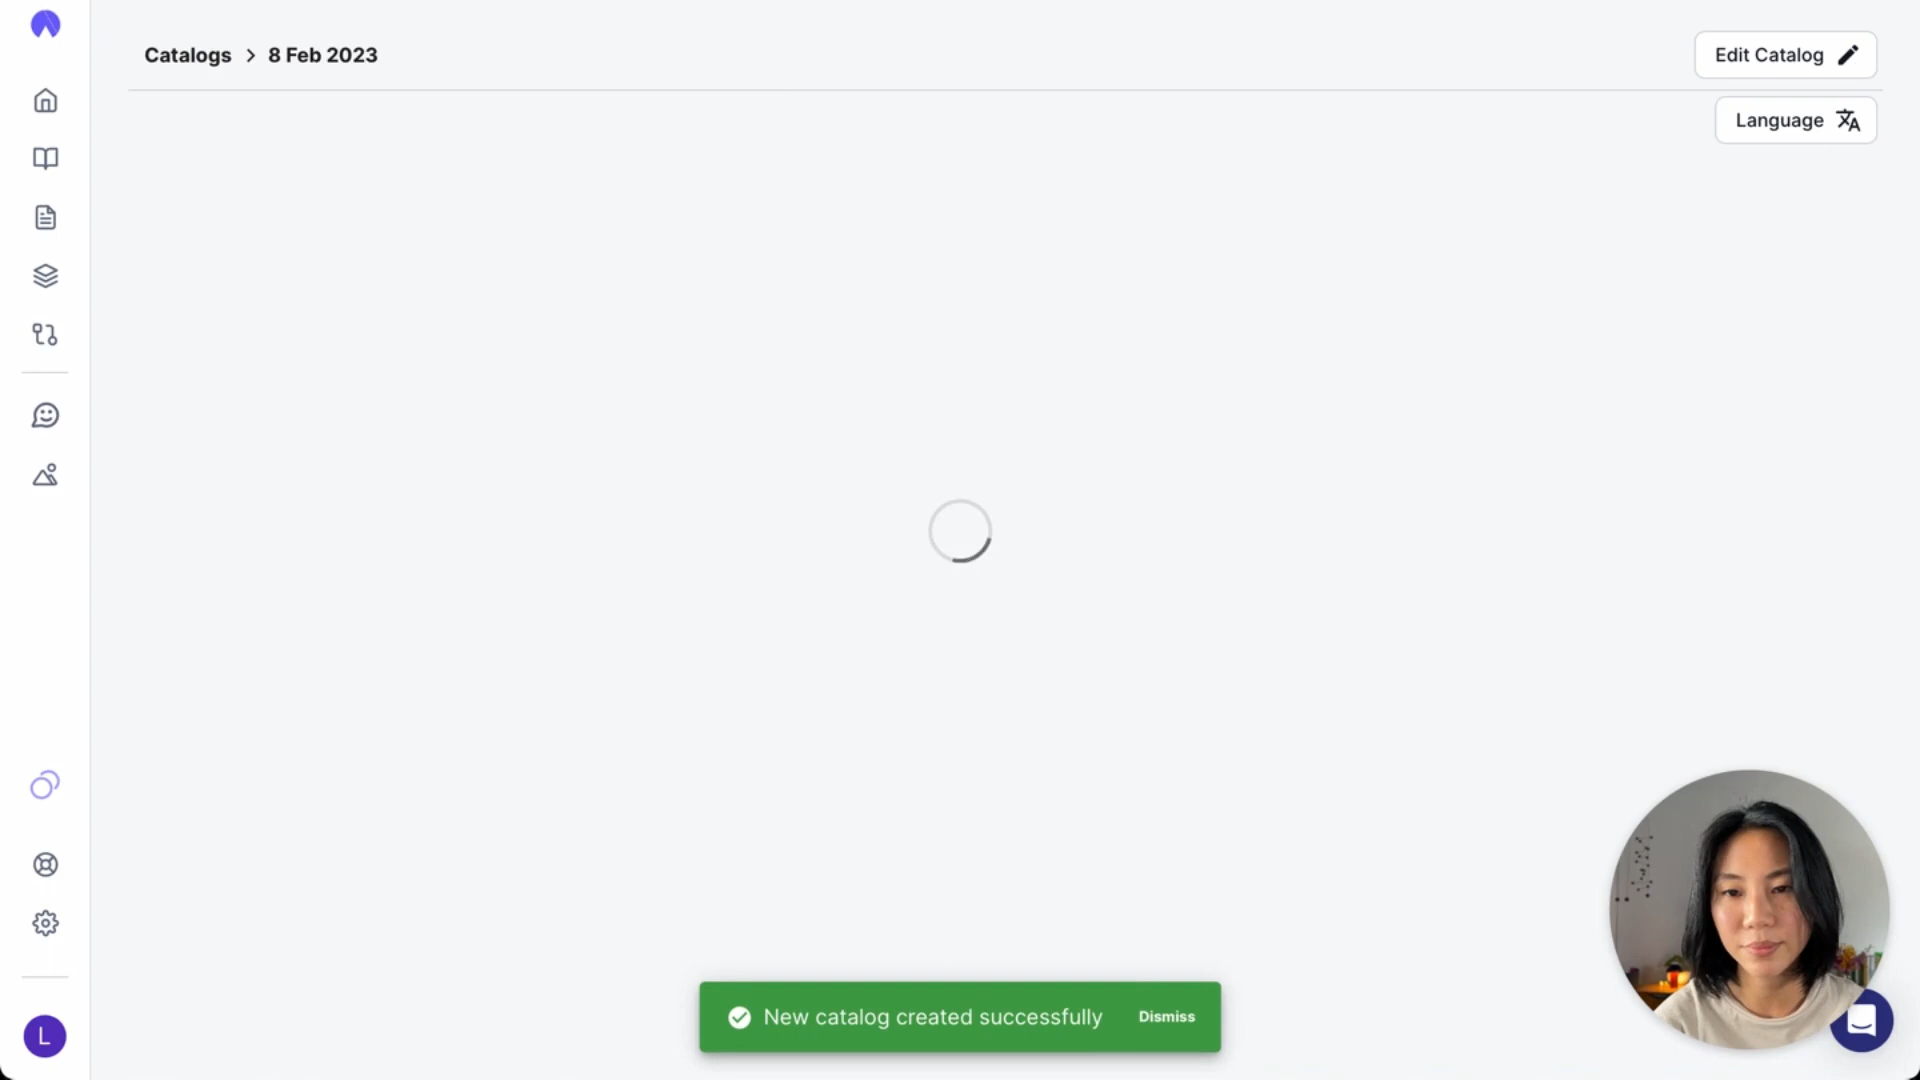 Catalogs > 8 Feb 2023
Edit Catalog
Language
New catalog created successfully Dismiss
L